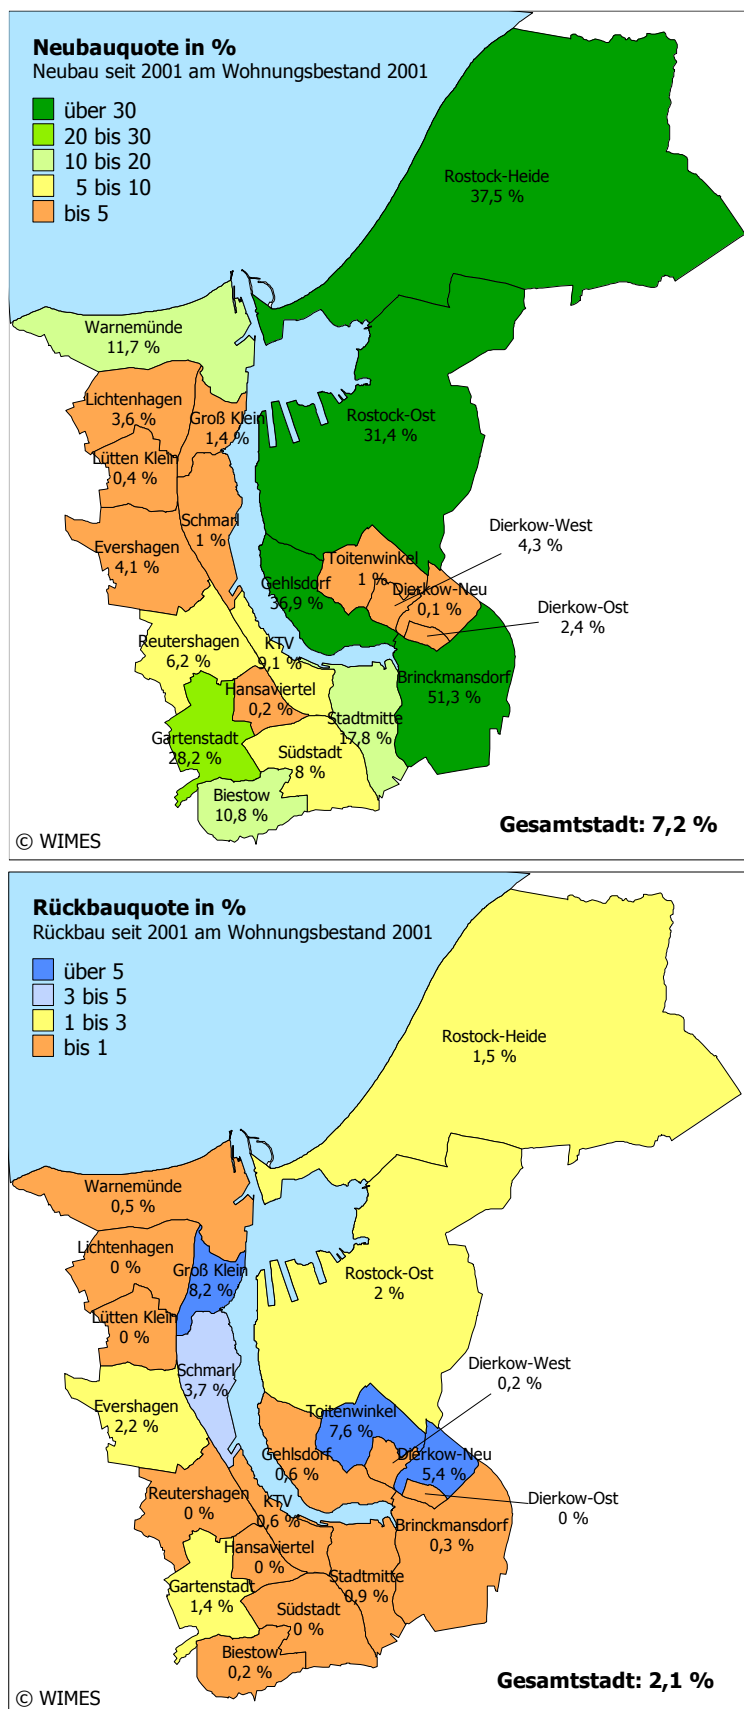 Neubauquote in %
Neubau seit 2001 am Wohnungsbestand 2001
über 30
20 bis 30
10 bis 20
5 bis 10
bis 5
Rostock-Heide
37,5 %
Warnemünde
11,7 %
Lichtenhagen
3,6 %
Groß Klein
1,4 %
Rostock-Ost
31,4 %
Lütten Klein
0,4 %
Schmarl
1 %
Evershagen
4,1 %
Dierkow-West
4,3 %
Toitenwinkel
1 %
Gehlsdorf
36,9 %
Dierkow-Neu
0,1 %
Dierkow-Ost
2,4 %
Reutershagen
6,2 %
KTV
9,1 %
Brinckmansdorf
51,3 %
Hansaviertel
0,2 %
Stadtmitte
17,8 %
Gartenstadt
28,2 %
Südstadt
8 %
Biestow
10,8 %
Gesamtstadt: 7,2 %
© WIMES
Rückbauquote in %
Rückbau seit 2001 am Wohnungsbestand 2001
über 5
3 bis 5
1 bis 3
bis 1
Rostock-Heide
1,5 %
Warnemünde
0,5 %
Lichtenhagen
0 %
Groß Klein
8,2 %
Rostock-Ost
2 %
Lütten Klein
0 %
Schmarl
3,7 %
Dierkow-West
0,2 %
Evershagen
2,2 %
Toitenwinkel
7,6 %
Gehlsdorf
0,6 %
Dierkow-Neu
5,4 %
Reutershagen
0 %
KTV
0,6 %
Dierkow-Ost
0 %
Brinckmansdorf
0,3 %
Hansaviertel
0 %
Stadtmitte
0,9 %
Gartenstadt
1,4 %
Südstadt
0 %
Biestow
0,2 %
Gesamtstadt: 2,1 %
© WIMES